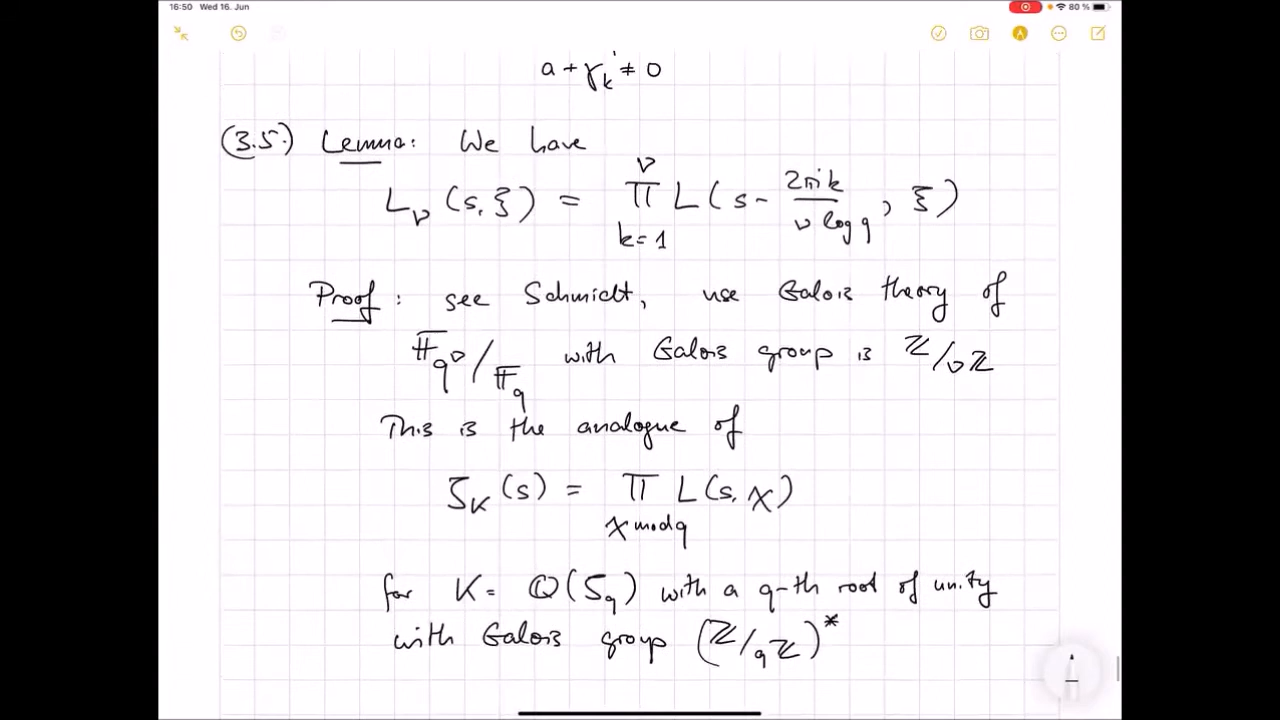 16:50 Wed 16. Jun
80 %
a + γₖ' ≠ 0
(3.5.) Lemma: We have
L_ν (s, ξ) = ∏_{k=1}^{ν} L(s - 2πik / ν log q, ξ)
Proof: see Schmidt, use Galois theory of
𝔽_{q^ν} / 𝔽_q with Galois group is ℤ/νℤ
This is the analogue of
ζ_K (s) = ∏_{χ mod q} L(s, χ)
for K = ℚ(ζ_q) with a q-th root of unity
with Galois group (ℤ/qℤ)*